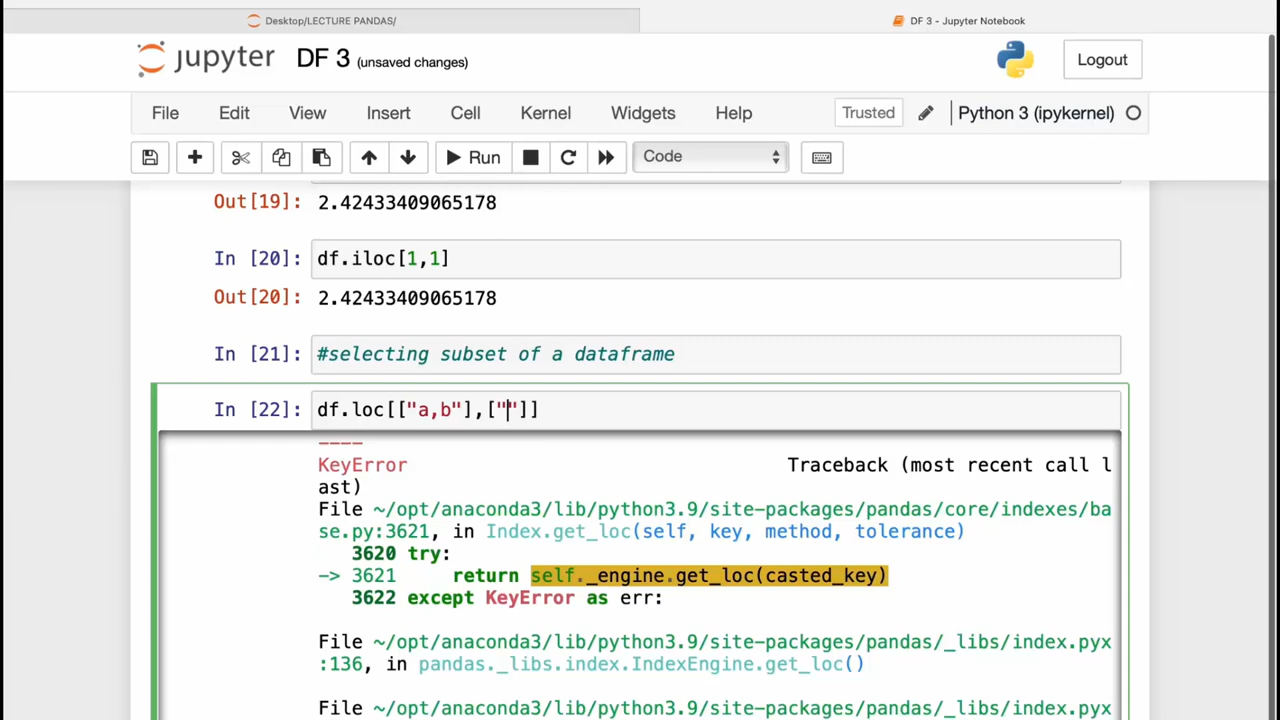 Desktop/LECTURE PANDAS/
DF 3 - Jupyter Notebook
jupyter DF 3 (unsaved changes)
Logout
File Edit View Insert Cell Kernel Widgets Help
Trusted
Python 3 (ipykernel)
Run
Code
Out[19]: 2.42433409065178
In [20]: df.iloc[1,1]
Out[20]: 2.42433409065178
In [21]: #selecting subset of a dataframe
In [22]: df.loc[["a,b"],[""]]
----
KeyError Traceback (most recent call l
ast)
File ~/opt/anaconda3/lib/python3.9/site-packages/pandas/core/indexes/ba
se.py:3621, in Index.get_loc(self, key, method, tolerance)
3620 try:
-> 3621 return self._engine.get_loc(casted_key)
3622 except KeyError as err:
File ~/opt/anaconda3/lib/python3.9/site-packages/pandas/_libs/index.pyx
:136, in pandas._libs.index.IndexEngine.get_loc()
File ~/opt/anaconda3/lib/python3.9/site-packages/pandas/_libs/index.pyx